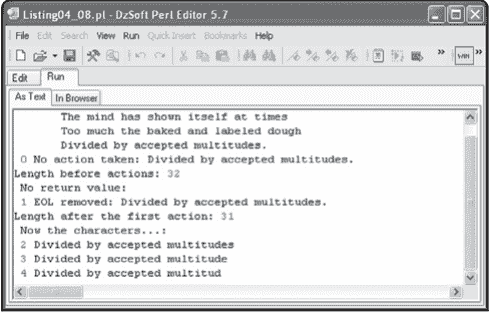 Listing04_08.pl - DzSoft Perl Editor 5.7
File Edit Search View Run Quick Insert Bookmarks Help
WIN
Edit Run
As Text In Browser
The mind has shown itself at times
Too much the baked and labeled dough
Divided by accepted multitudes.
0 No action taken: Divided by accepted multitudes.
Length before actions: 32
No return value:
1 EOL removed: Divided by accepted multitudes.
Length after the first action: 31
Now the characters...:
2 Divided by accepted multitudes
3 Divided by accepted multitude
4 Divided by accepted multitud